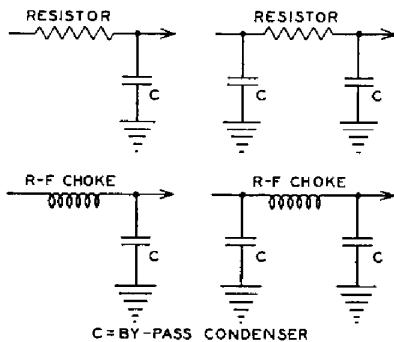 RESISTOR RESISTOR
C C C
R-F CHOKE R-F CHOKE
C C C
C=BY-PASS CONDENSER